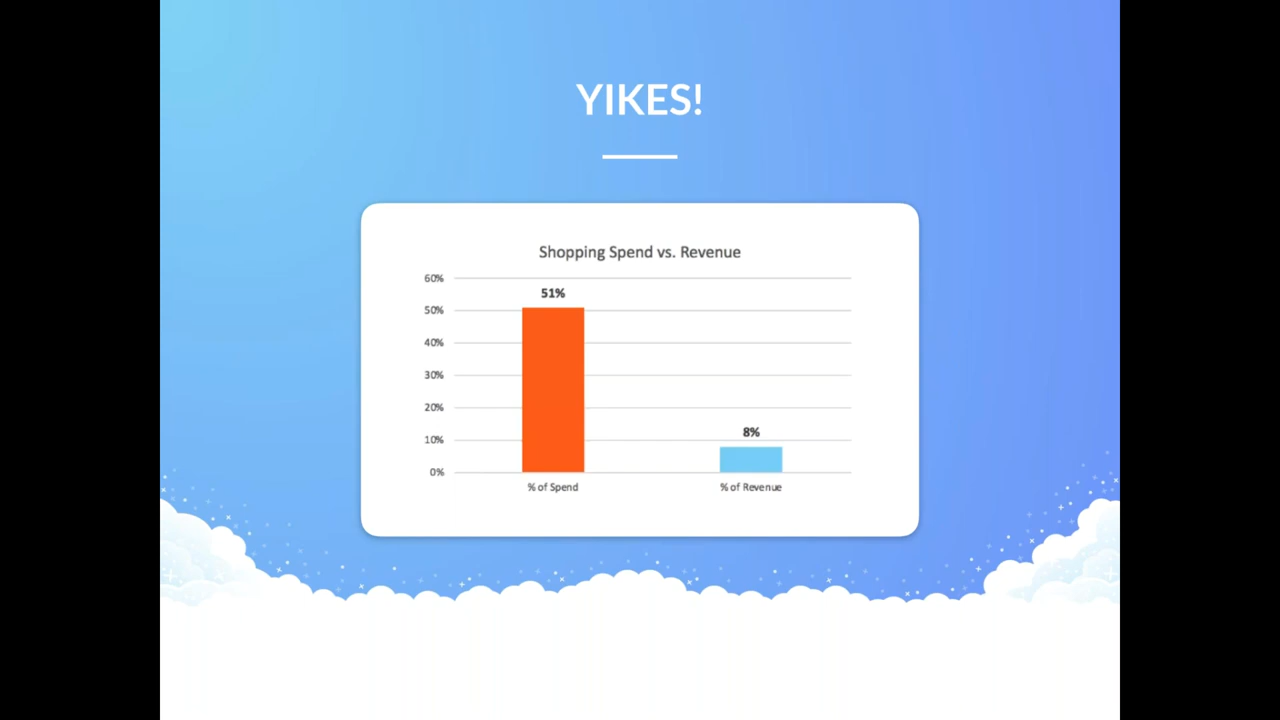 YIKES!
Shopping Spend vs. Revenue
60%
51%
50%
40%
30%
20%
8%
10%
0%
% of Spend
% of Revenue